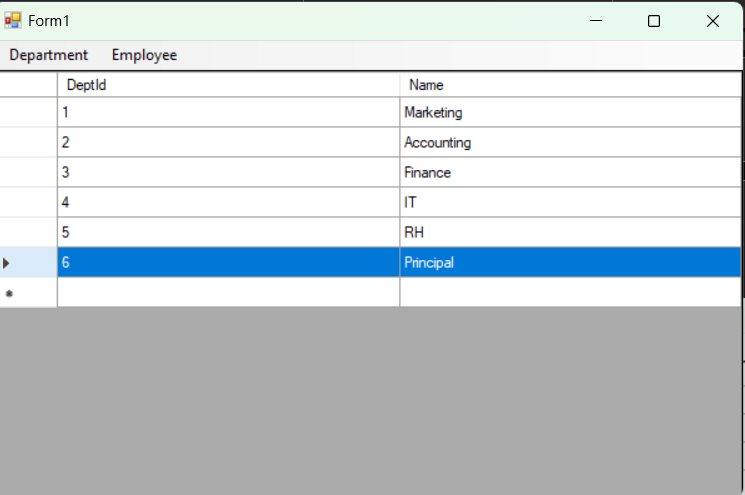 Form1
Department Employee
DeptId Name
1 Marketing
2 Accounting
3 Finance
4 IT
5 RH
6 Principal